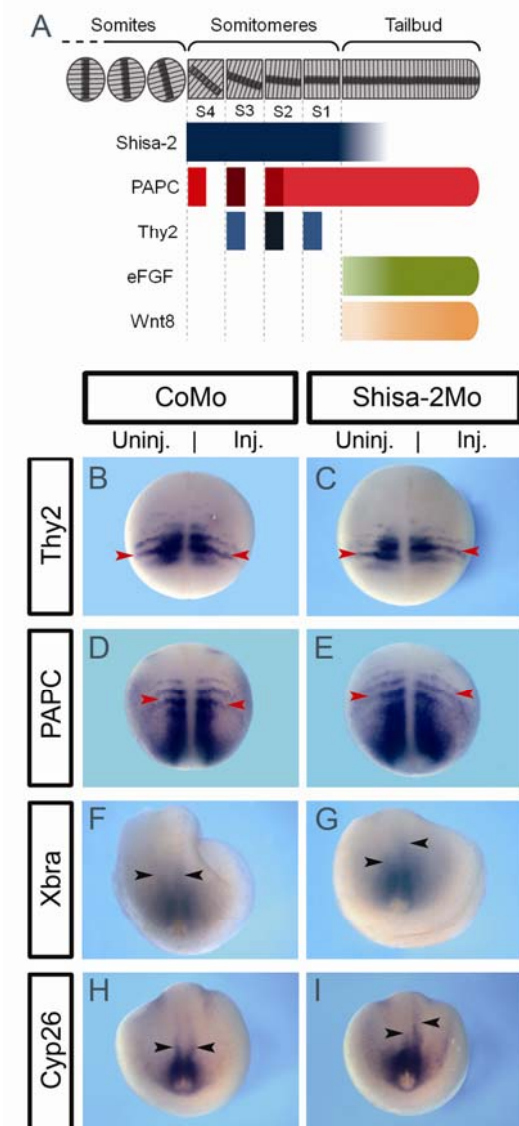 A
Somites Somitomeres Tailbud
S4 S3 S2 S1
Shisa-2
PAPC
Thy2
eFGF
Wnt8
CoMo Shisa-2Mo
Uninj. | Inj. Uninj. | Inj.
Thy2
B C
PAPC
D E
Xbra
F G
Cyp26
H I